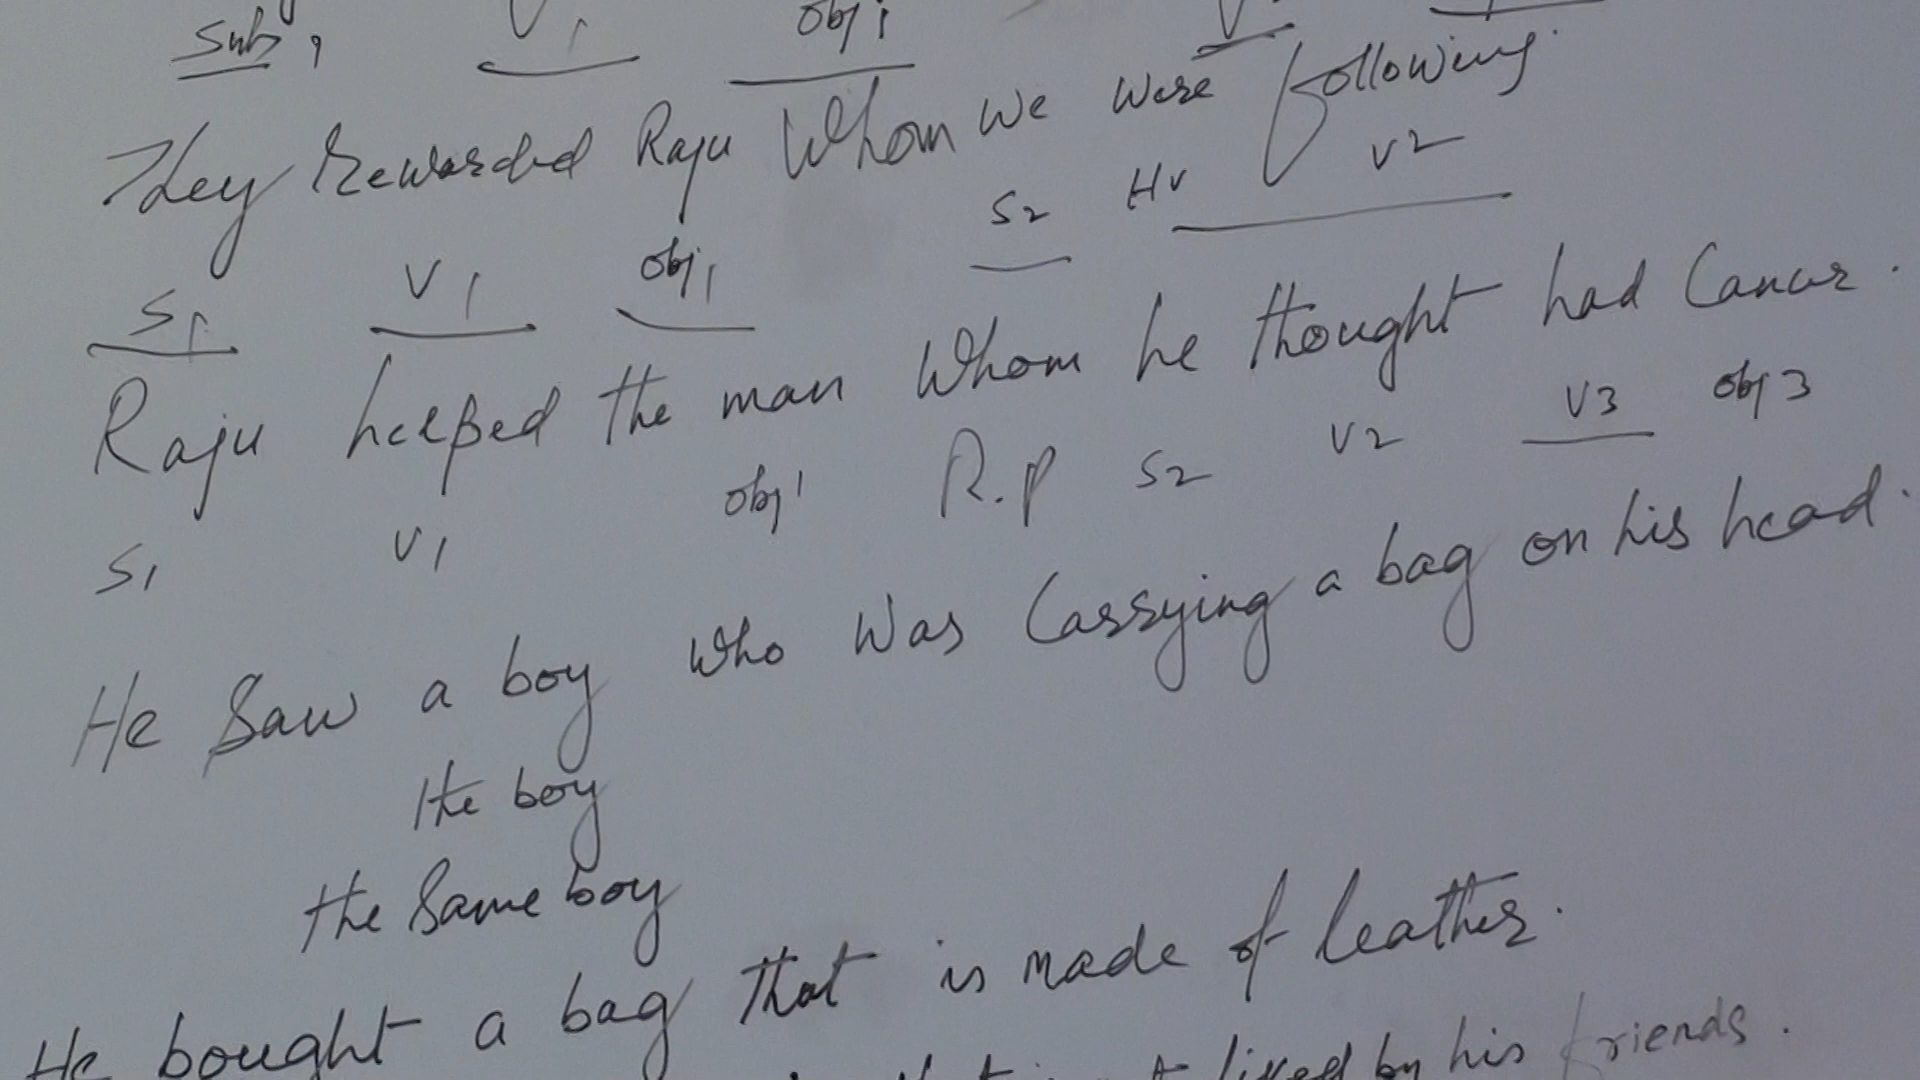 Sub, V1 obj1 V
They rewarded Raju whom we were following.
S1 V1 obj1 S2 HV V2
Raju helped the man whom he thought had Cancer.
S1 V1 obj1 R.P S2 V2 V3 obj3
He saw a boy who was carrying a bag on his head.
the boy
the same boy
He bought a bag that is made of leather.
liked by his friends.